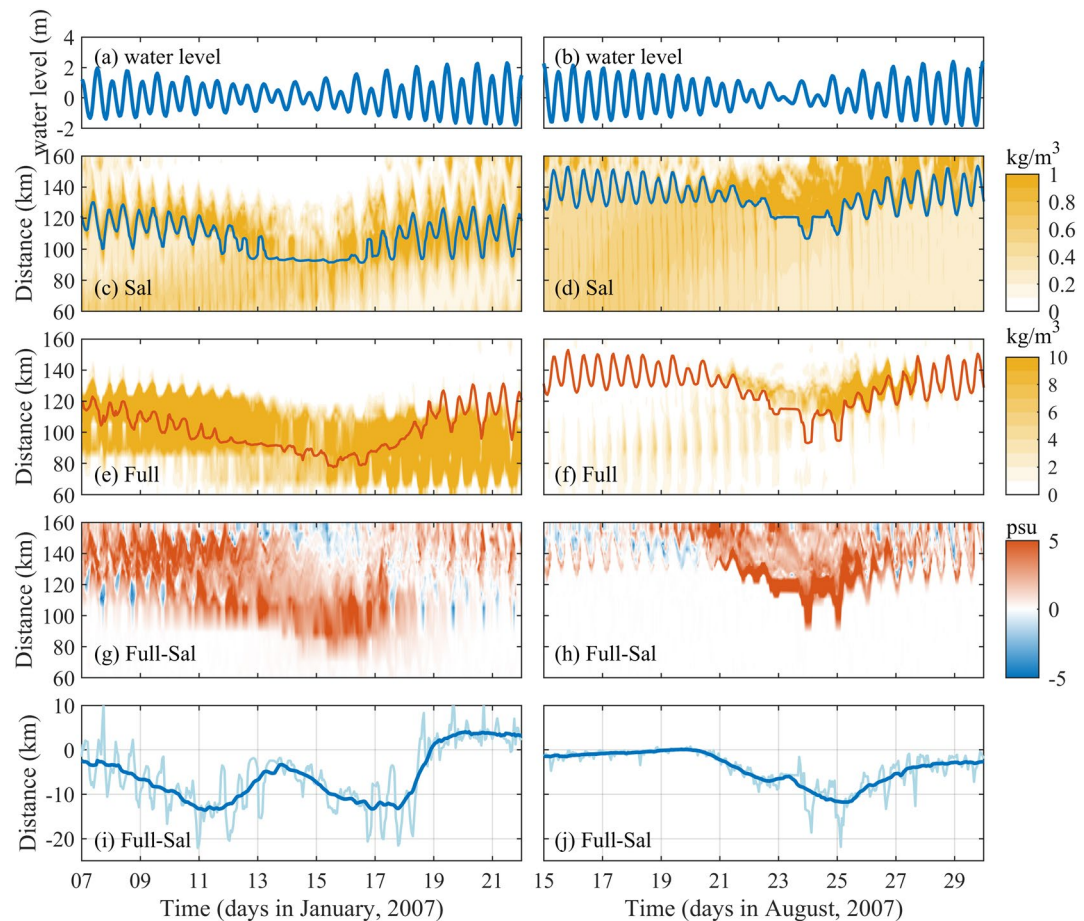 4
2
0
-2
water level (m)
(a) water level
(b) water level
kg/m³
160
140
120
100
80
60
Distance (km)
(c) Sal
(d) Sal
1
0.8
0.6
0.4
0.2
0
kg/m³
160
140
120
100
80
60
Distance (km)
(e) Full
(f) Full
10
8
6
4
2
0
psu
160
140
120
100
80
60
Distance (km)
(g) Full-Sal
(h) Full-Sal
5
0
-5
10
0
-10
-20
Distance (km)
(i) Full-Sal
(j) Full-Sal
07 09 11 13 15 17 19 21
15 17 19 21 23 25 27 29
Time (days in January, 2007)
Time (days in August, 2007)